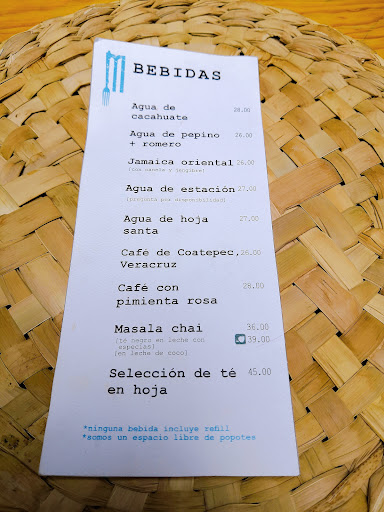 BEBIDAS
Agua de 28.00
cacahuate
Agua de pepino 26.00
+ romero
Jamaica oriental 26.00
(con canela y jengibre)
Agua de estación 27.00
(pregunta por disponibilidad)
Agua de hoja 27.00
santa
Café de Coatepec, 28.00
Veracruz
Café con 28.00
pimienta rosa
Masala chai 36.00
(té negro en leche con 39.00
especias)
(en leche de coco)
Selección de té 45.00
en hoja
*ninguna bebida incluye refill
*somos un espacio libre de popotes